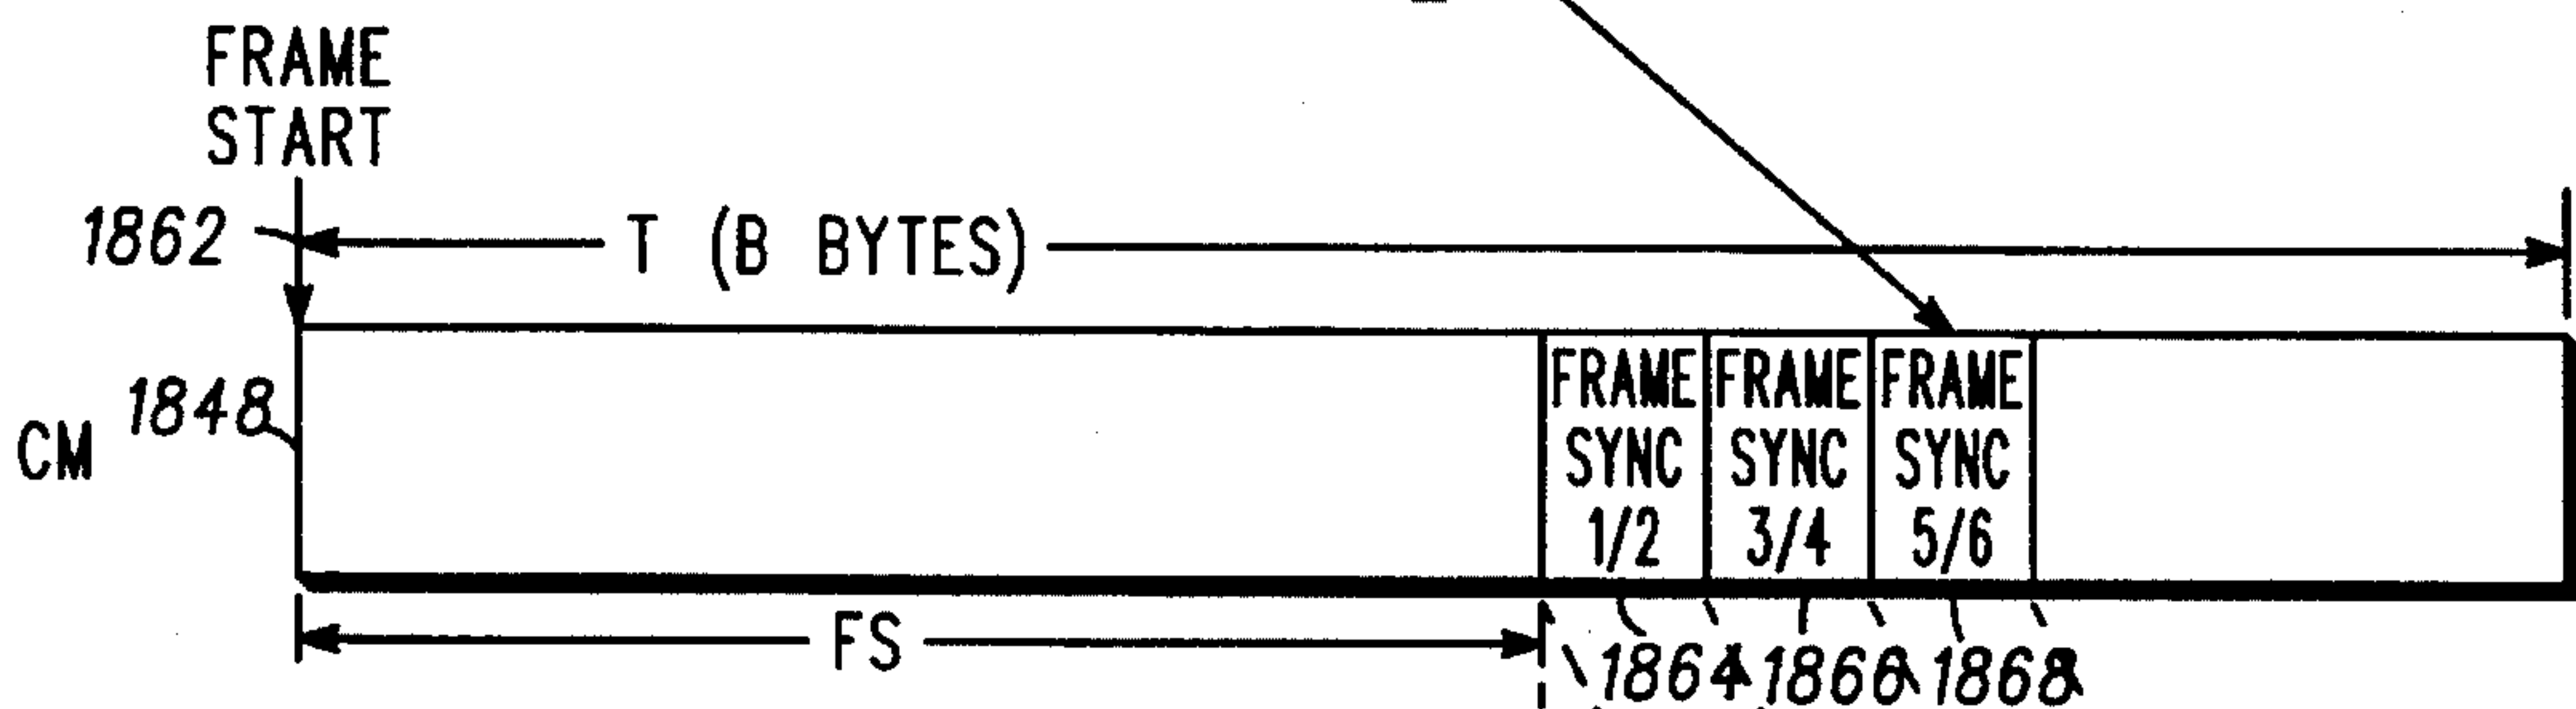 FRAME
START
1862
T (B BYTES)
CM
1848
FRAME
SYNC
1/2
FRAME
SYNC
3/4
FRAME
SYNC
5/6
FS
1864
1866
1868